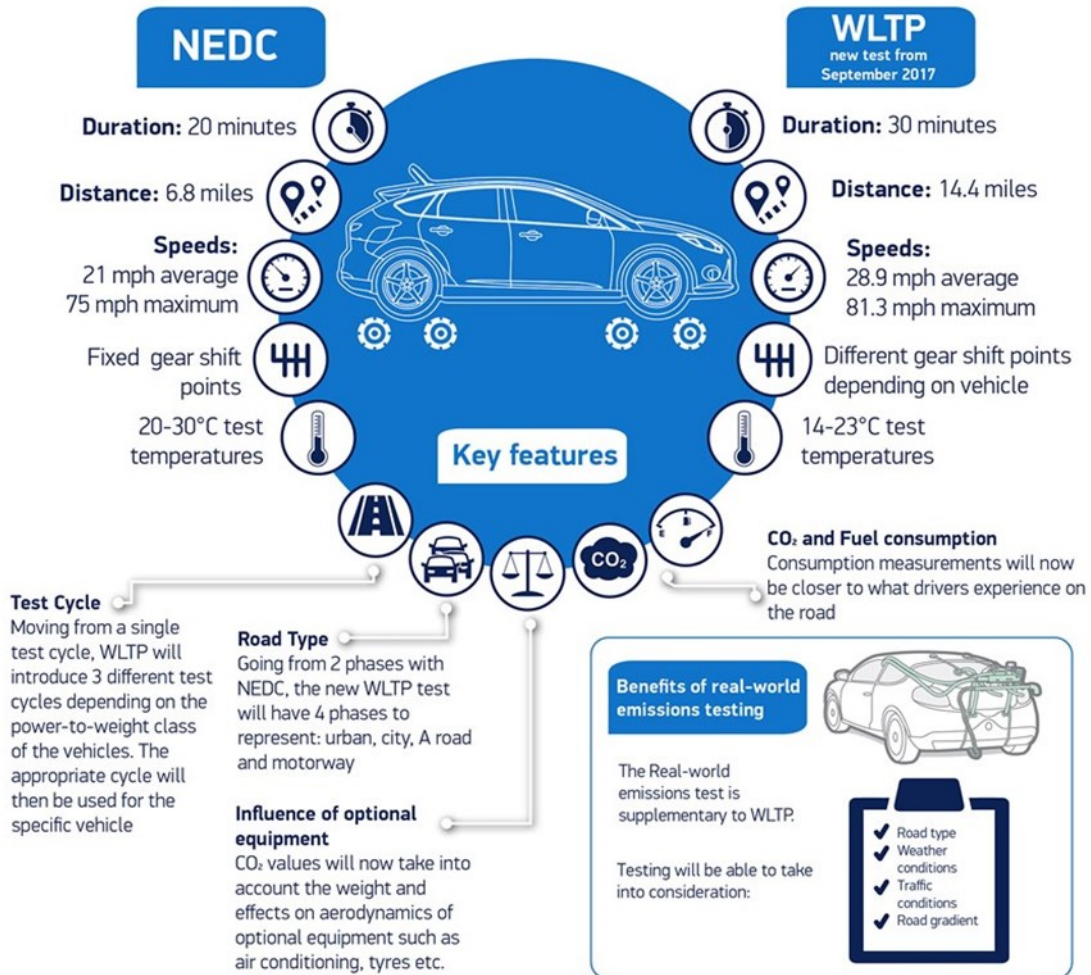 NEDC
WLTP
new test from
September 2017
Duration: 20 minutes
Duration: 30 minutes
Distance: 6.8 miles
Distance: 14.4 miles
Speeds:
21 mph average
75 mph maximum
Speeds:
28.9 mph average
81.3 mph maximum
Fixed gear shift
points
Different gear shift points
depending on vehicle
20-30°C test
temperatures
14-23°C test
temperatures
Key features
CO₂
CO₂ and Fuel consumption
Consumption measurements will now
be closer to what drivers experience on
the road
Test Cycle
Moving from a single
test cycle, WLTP will
introduce 3 different test
cycles depending on the
power-to-weight class
of the vehicles. The
appropriate cycle will
then be used for the
specific vehicle
Road Type
Going from 2 phases with
NEDC, the new WLTP test
will have 4 phases to
represent: urban, city, A road
and motorway
Influence of optional
equipment
CO₂ values will now take into
account the weight and
effects on aerodynamics of
optional equipment such as
air conditioning, tyres etc.
Benefits of real-world
emissions testing
The Real-world
emissions test is
supplementary to WLTP.
Testing will be able to take
into consideration:
Road type
Weather
conditions
Traffic
conditions
Road gradient